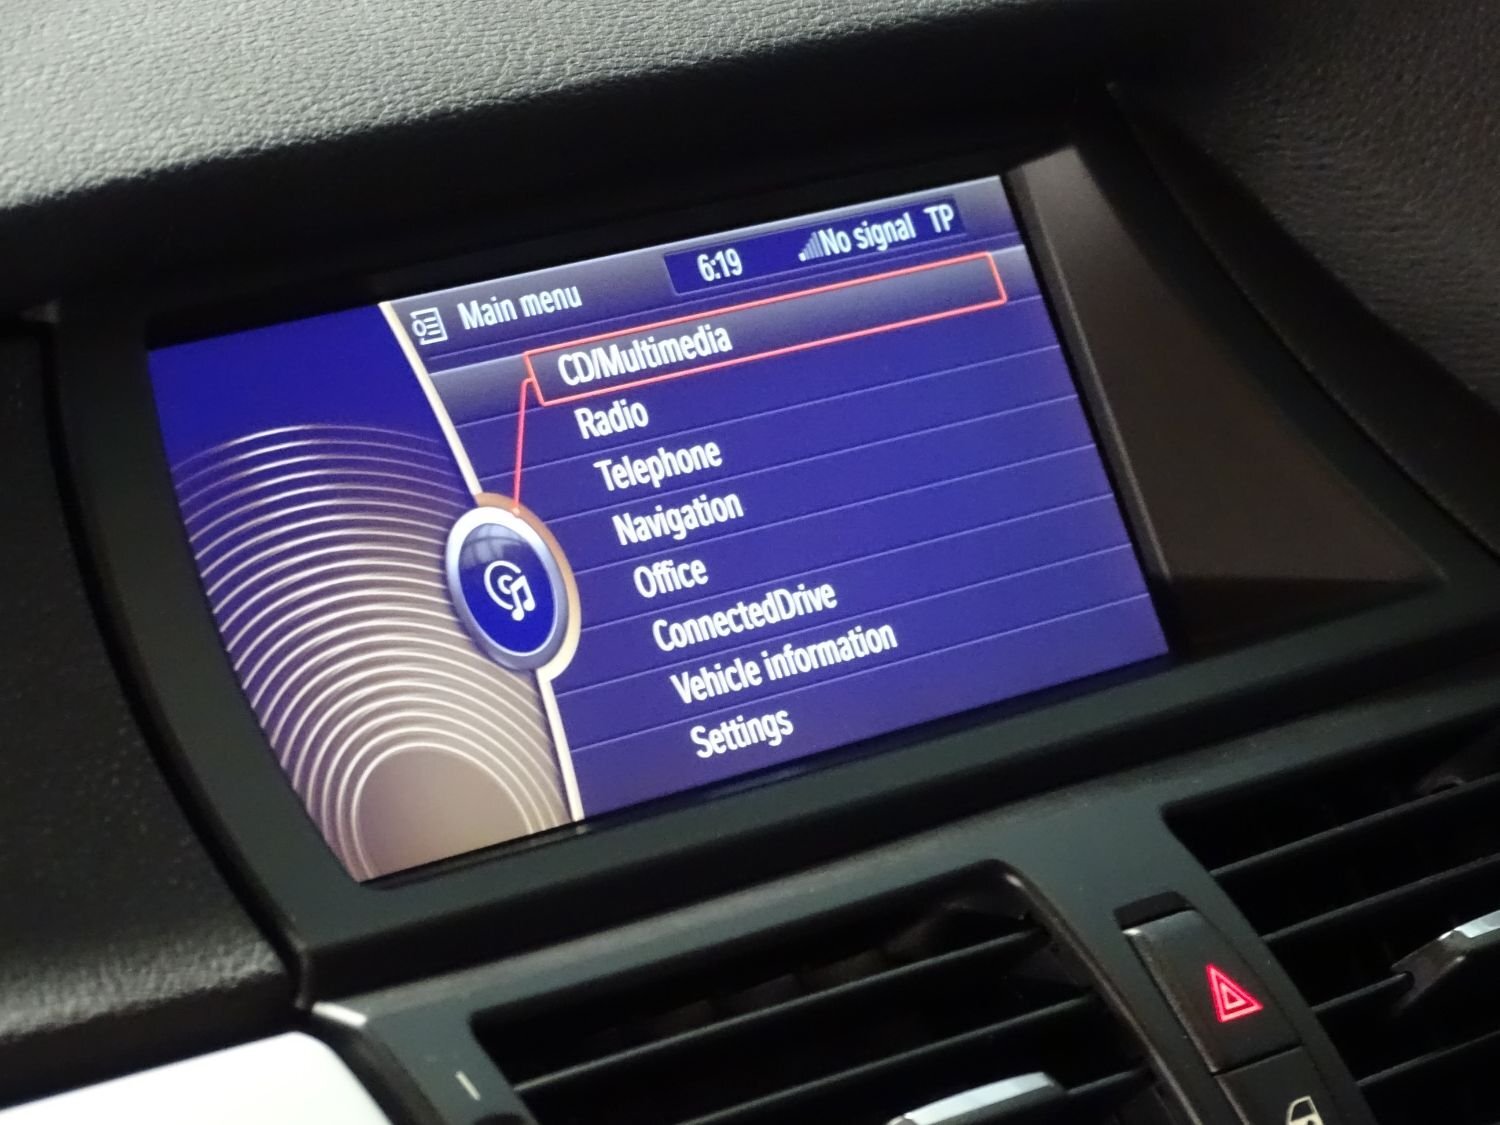 Main menu 6:19 No signal TP
CD/Multimedia
Radio
Telephone
Navigation
Office
ConnectedDrive
Vehicle information
Settings